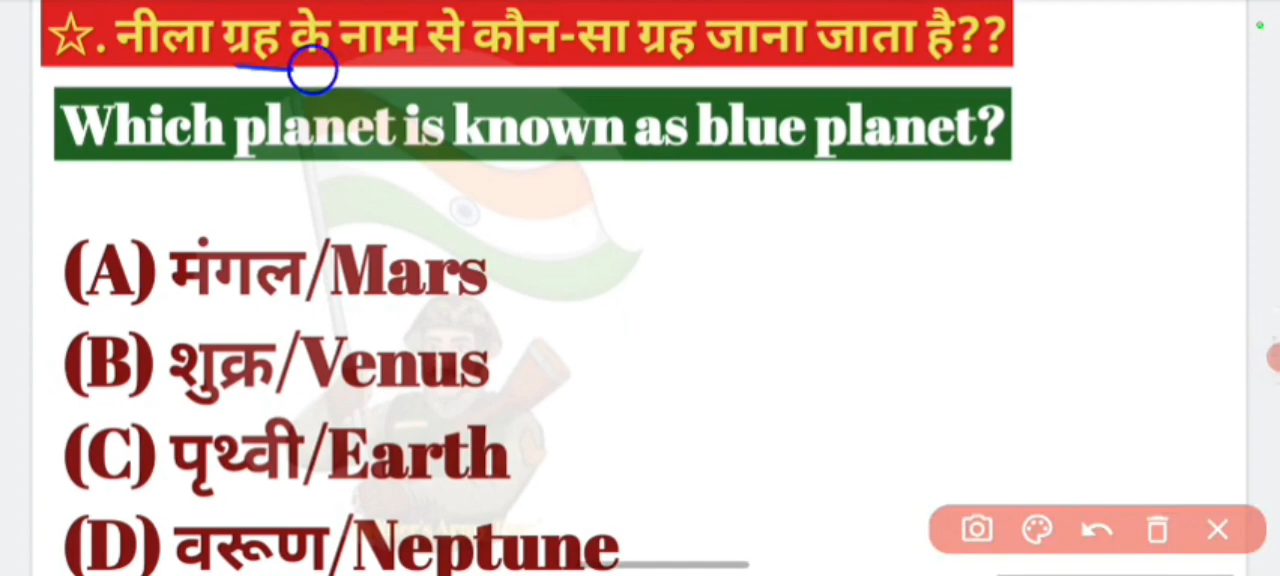 ☆. नीला ग्रह के नाम से कौन-सा ग्रह जाना जाता है??
Which planet is known as blue planet?
(A) मंगल/Mars
(B) शुक्र/Venus
(C) पृथ्वी/Earth
(D) वरूण/Neptune